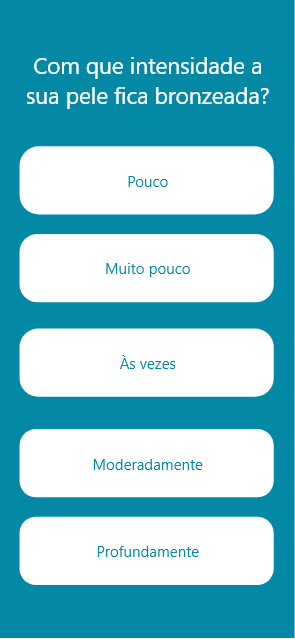 Com que intensidade a
sua pele fica bronzeada?
Pouco
Muito pouco
Às vezes
Moderadamente
Profundamente